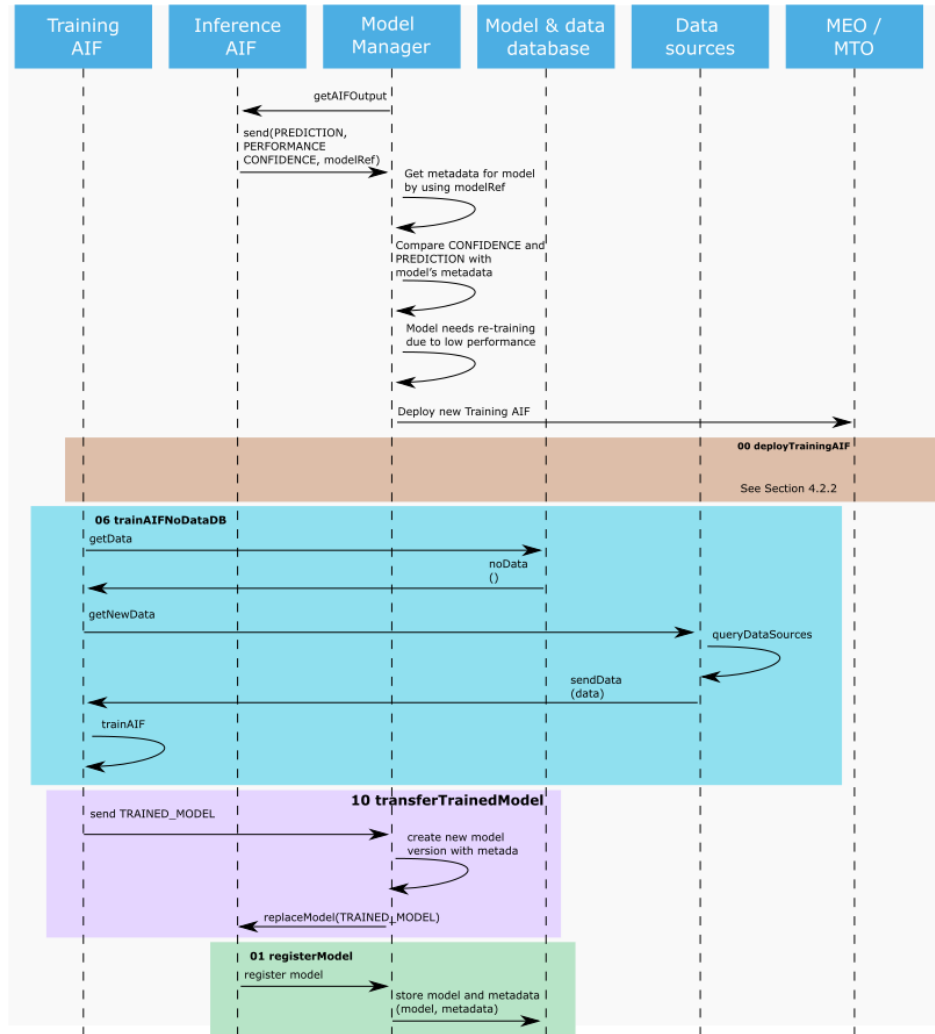 Training
AIF
Inference
AIF
Model
Manager
Model & data
database
Data
sources
MEO /
MTO
getAIFOutput
send(PREDICTION,
PERFORMANCE
CONFIDENCE, modelRef)
Get metadata for model
by using modelRef
Compare CONFIDENCE and
PREDICTION with
model's metadata
Model needs re-training
due to low performance
Deploy new Training AIF
00 deployTrainingAIF
See Section 4.2.2
06 trainAIFNoDataDB
getData
noData
()
getNewData
queryDataSources
sendData
(data)
trainAIF
10 transferTrainedModel
send TRAINED_MODEL
create new model
version with metada
replaceModel(TRAINED_MODEL)
01 registerModel
register model
store model and metadata
(model, metadata)